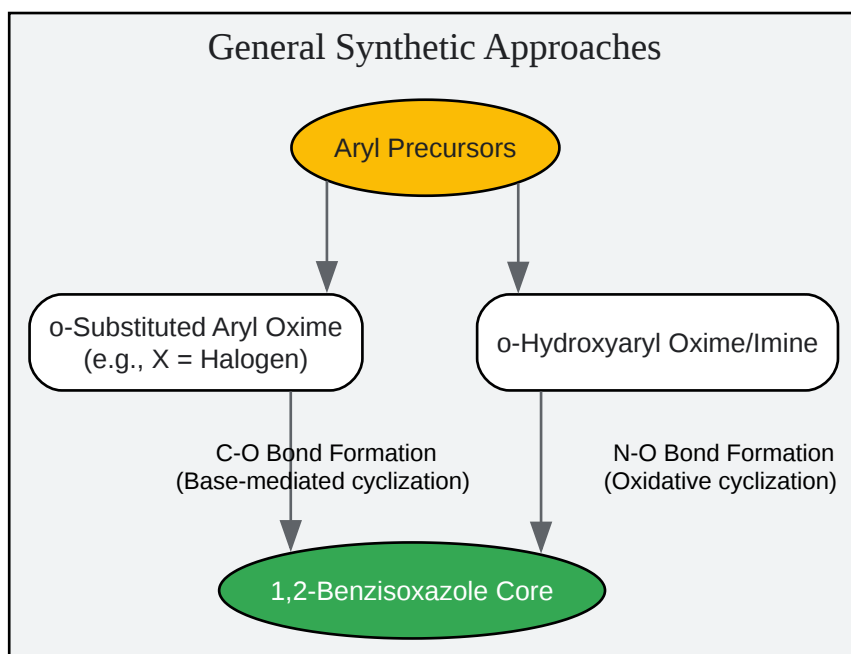 General Synthetic Approaches
Aryl Precursors
o-Substituted Aryl Oxime
(e.g., X = Halogen)
o-Hydroxyaryl Oxime/Imine
C-O Bond Formation
(Base-mediated cyclization)
N-O Bond Formation
(Oxidative cyclization)
1,2-Benzisoxazole Core